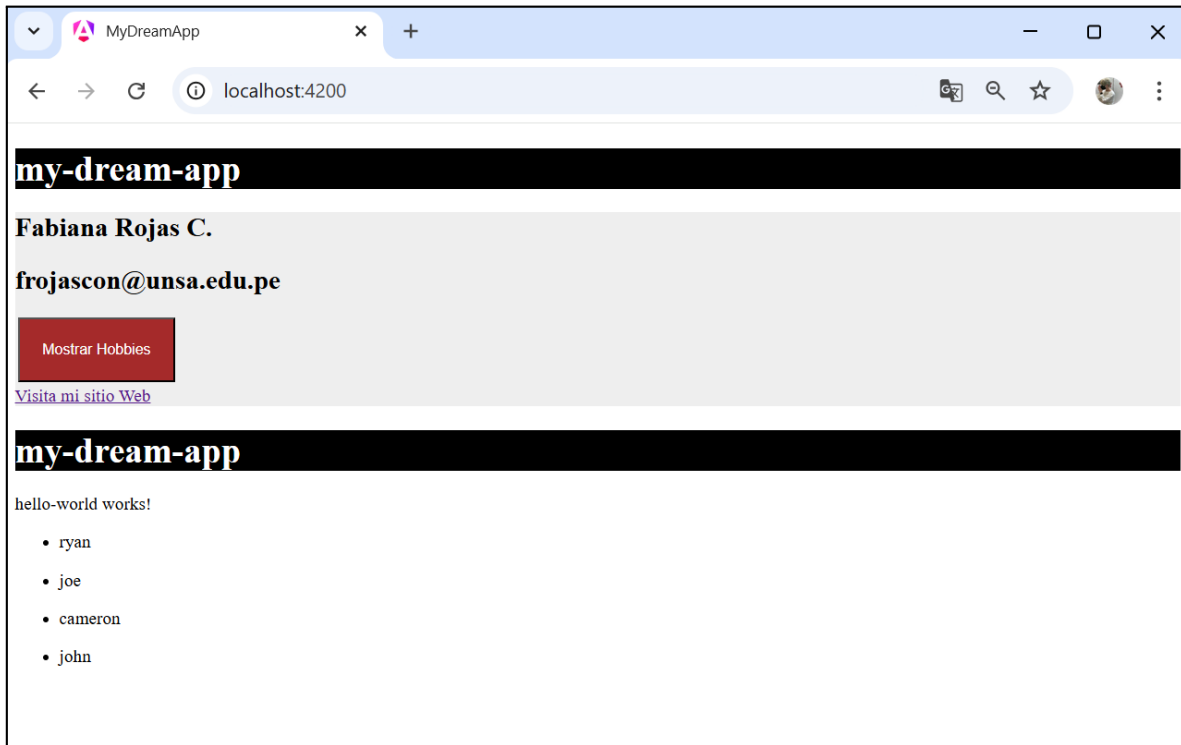 MyDreamApp
localhost:4200
my-dream-app
Fabiana Rojas C.
frojascon@unsa.edu.pe
Mostrar Hobbies
Visita mi sitio Web
my-dream-app
hello-world works!
ryan
joe
cameron
john